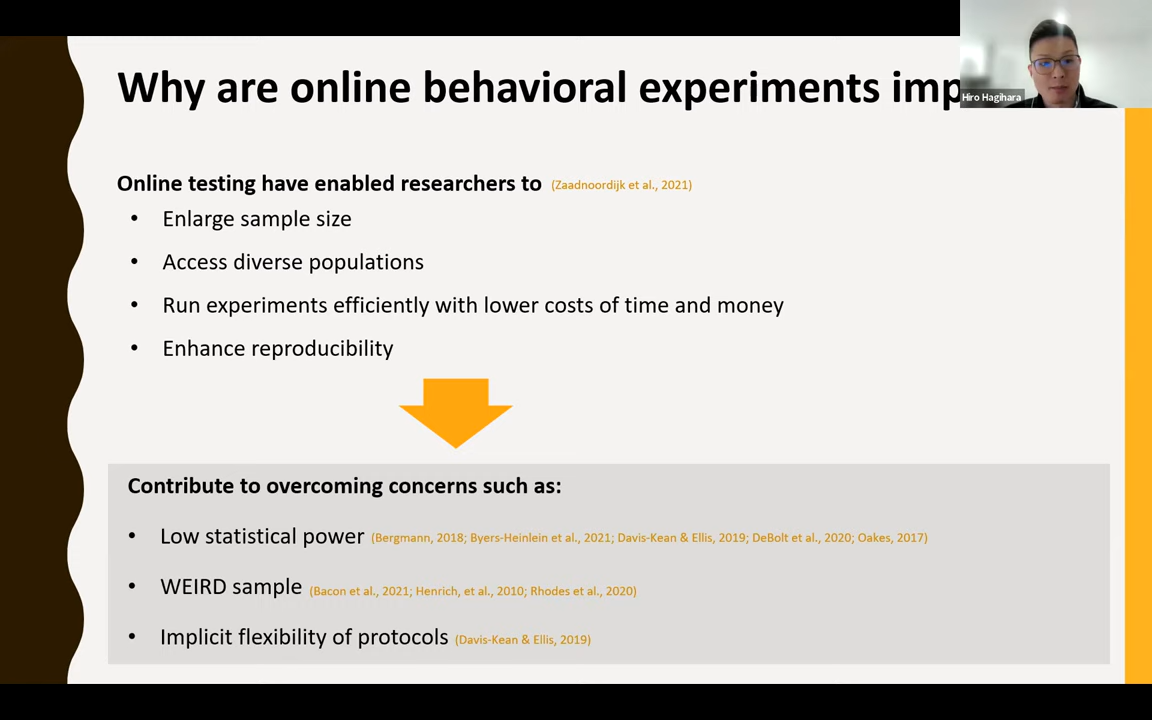 Why are online behavioral experiments imp
Hiro Hagihara
Online testing have enabled researchers to (Zaadnoordijk et al., 2021)
• Enlarge sample size
• Access diverse populations
• Run experiments efficiently with lower costs of time and money
• Enhance reproducibility
Contribute to overcoming concerns such as:
• Low statistical power (Bergmann, 2018; Byers-Heinlein et al., 2021; Davis-Kean & Ellis, 2019; DeBolt et al., 2020; Oakes, 2017)
• WEIRD sample (Bacon et al., 2021; Henrich, et al., 2010; Rhodes et al., 2020)
• Implicit flexibility of protocols (Davis-Kean & Ellis, 2019)